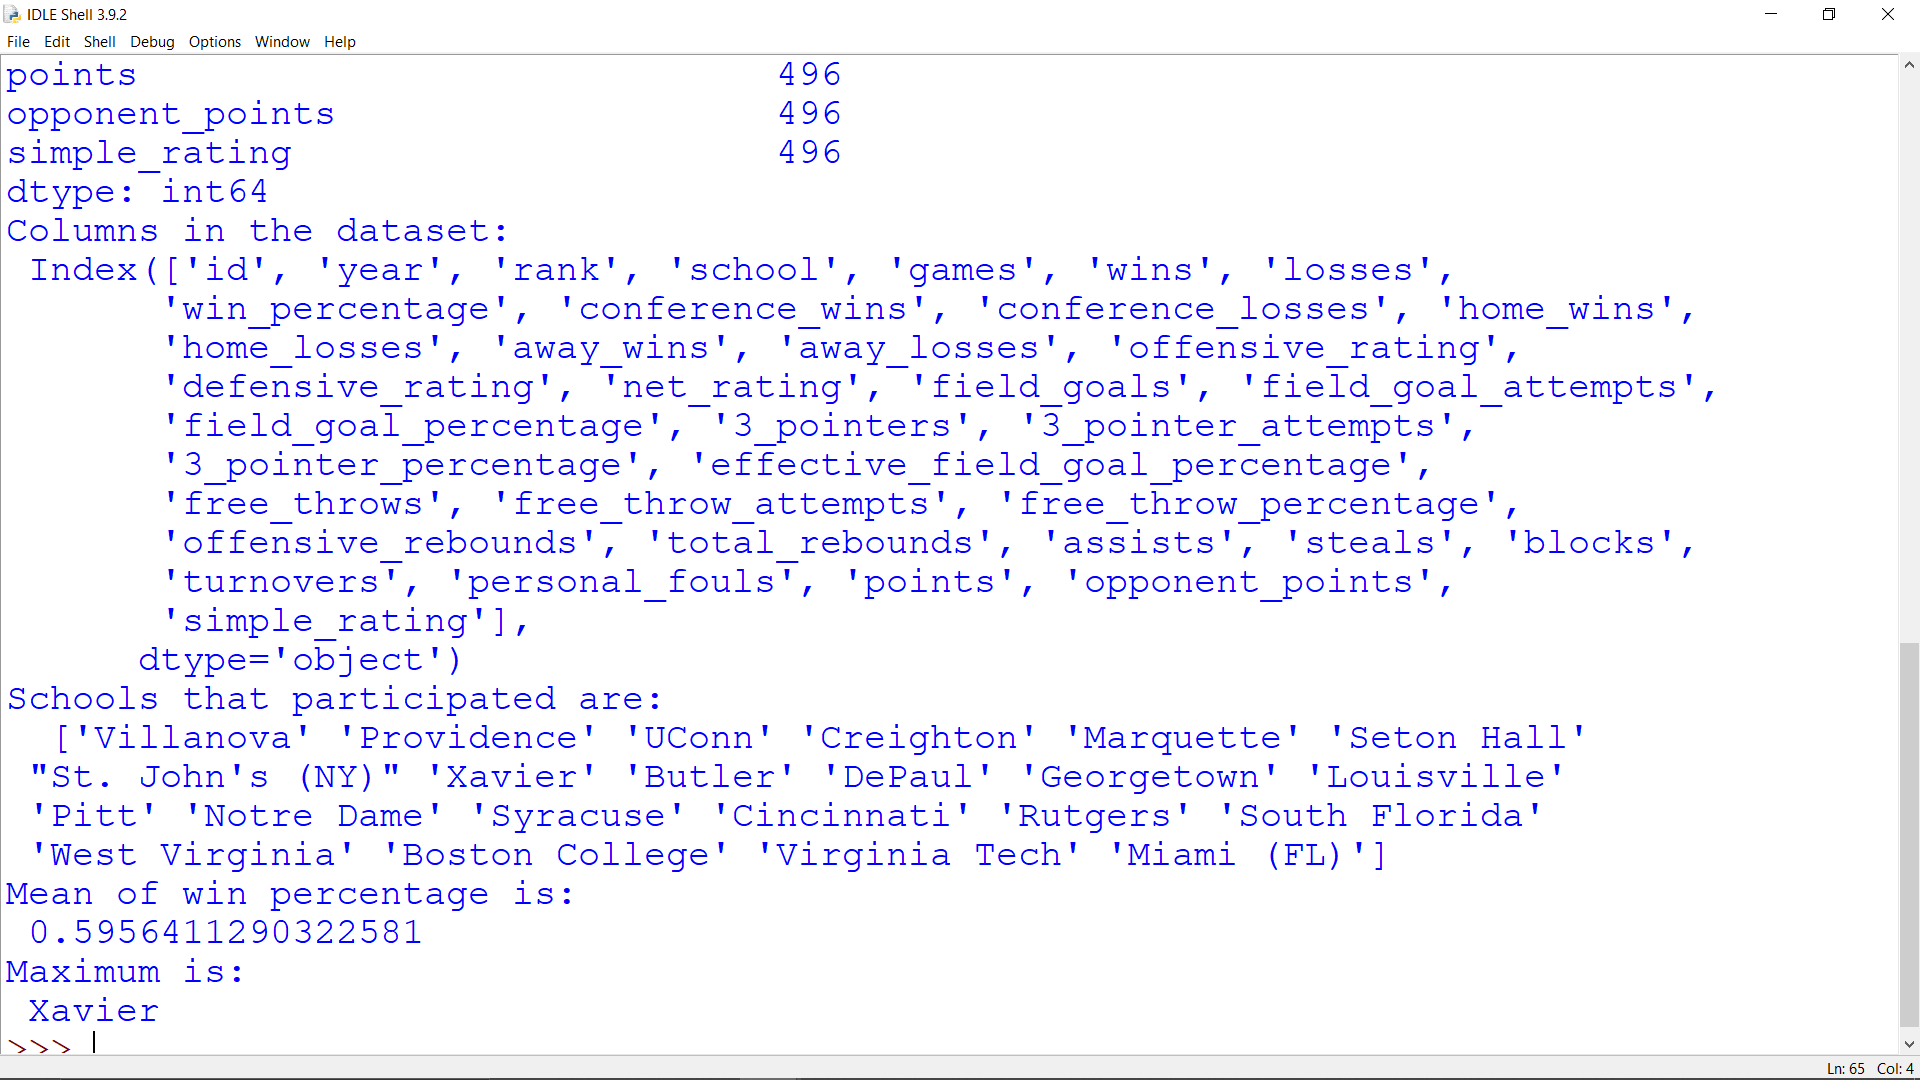 IDLE Shell 3.9.2
File Edit Shell Debug Options Window Help
points 496
opponent_points 496
simple_rating 496
dtype: int64
Columns in the dataset:
Index(['id', 'year', 'rank', 'school', 'games', 'wins', 'losses',
'win_percentage', 'conference_wins', 'conference_losses', 'home_wins',
'home_losses', 'away_wins', 'away_losses', 'offensive_rating',
'defensive_rating', 'net_rating', 'field_goals', 'field_goal_attempts',
'field_goal_percentage', '3_pointers', '3_pointer_attempts',
'3_pointer_percentage', 'effective_field_goal_percentage',
'free_throws', 'free_throw_attempts', 'free_throw_percentage',
'offensive_rebounds', 'total_rebounds', 'assists', 'steals', 'blocks',
'turnovers', 'personal_fouls', 'points', 'opponent_points',
'simple_rating'],
dtype='object')
Schools that participated are:
['Villanova' 'Providence' 'UConn' 'Creighton' 'Marquette' 'Seton Hall'
"St. John's (NY)" 'Xavier' 'Butler' 'DePaul' 'Georgetown' 'Louisville'
'Pitt' 'Notre Dame' 'Syracuse' 'Cincinnati' 'Rutgers' 'South Florida'
'West Virginia' 'Boston College' 'Virginia Tech' 'Miami (FL)']
Mean of win percentage is:
0.5956411290322581
Maximum is:
Xavier
>>>
Ln: 65 Col: 4